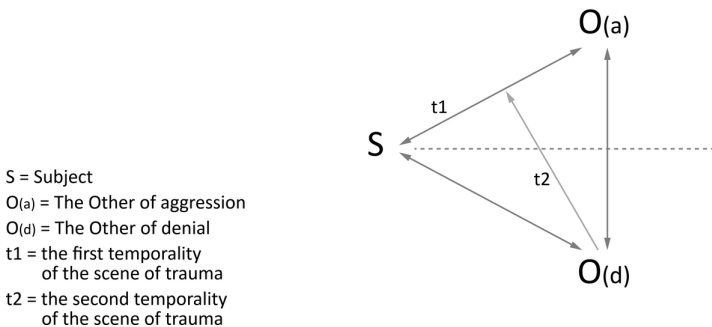 O(a)
t1
S
t2
O(d)
S = Subject
O(a) = The Other of aggression
O(d) = The Other of denial
t1 = the first temporality
of the scene of trauma
t2 = the second temporality
of the scene of trauma